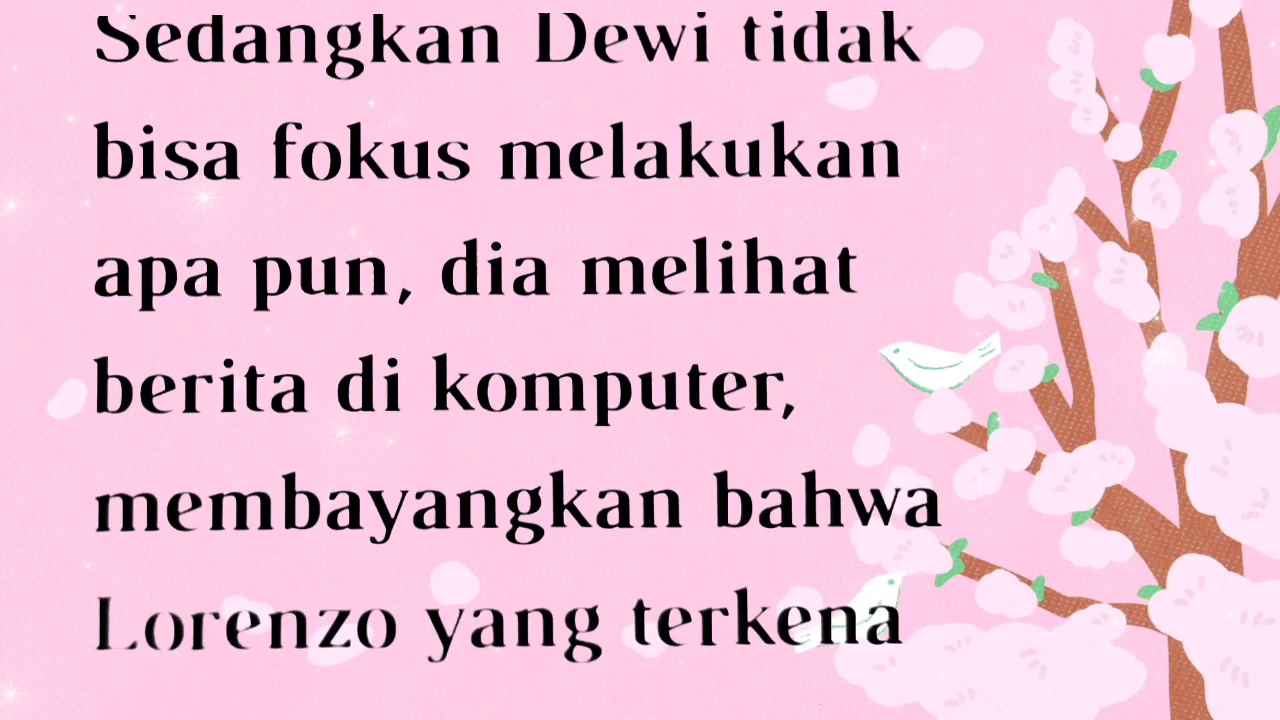 Sedangkan Dewi tidak
bisa fokus melakukan
apa pun, dia melihat
berita di komputer,
membayangkan bahwa
Lorenzo yang terkena